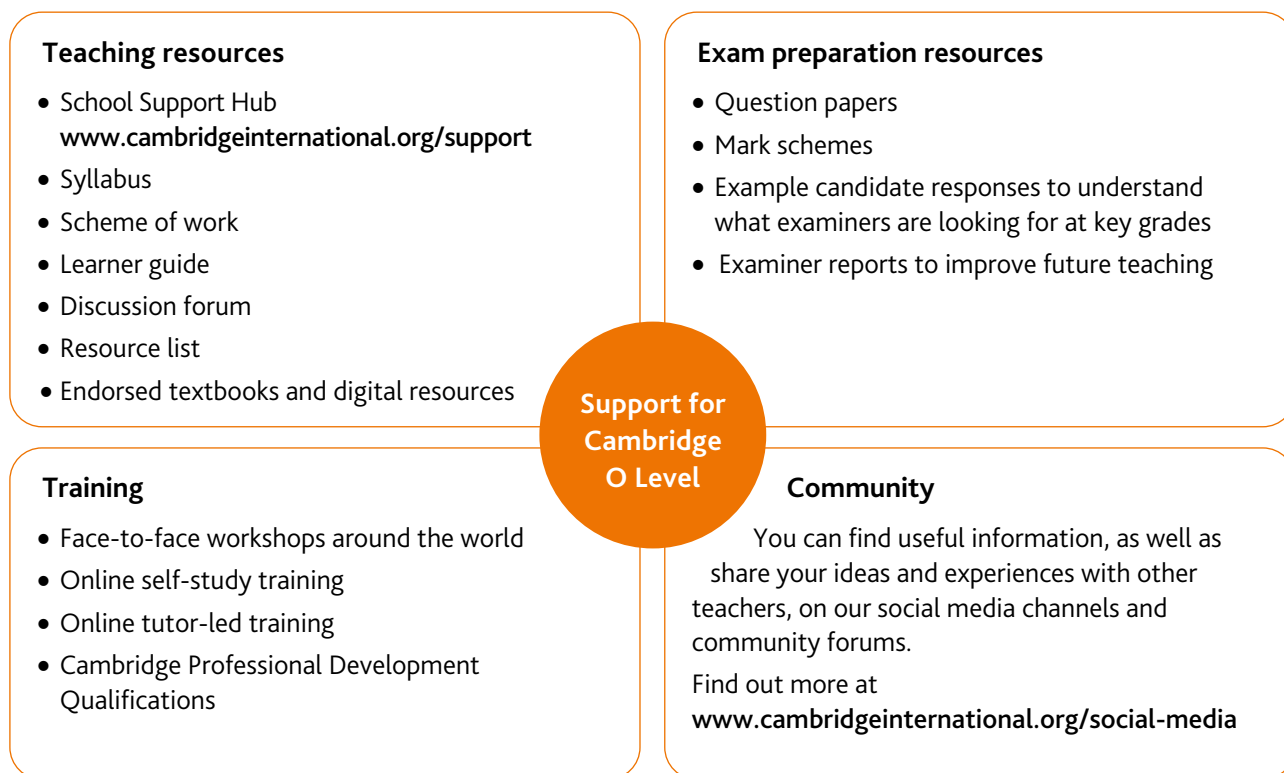 Teaching resources
• School Support Hub
www.cambridgeinternational.org/support
• Syllabus
• Scheme of work
• Learner guide
• Discussion forum
• Resource list
• Endorsed textbooks and digital resources
Exam preparation resources
• Question papers
• Mark schemes
• Example candidate responses to understand
what examiners are looking for at key grades
• Examiner reports to improve future teaching
Support for
Cambridge
O Level
Training
• Face-to-face workshops around the world
• Online self-study training
• Online tutor-led training
• Cambridge Professional Development
Qualifications
Community
You can find useful information, as well as
share your ideas and experiences with other
teachers, on our social media channels and
community forums.
Find out more at
www.cambridgeinternational.org/social-media